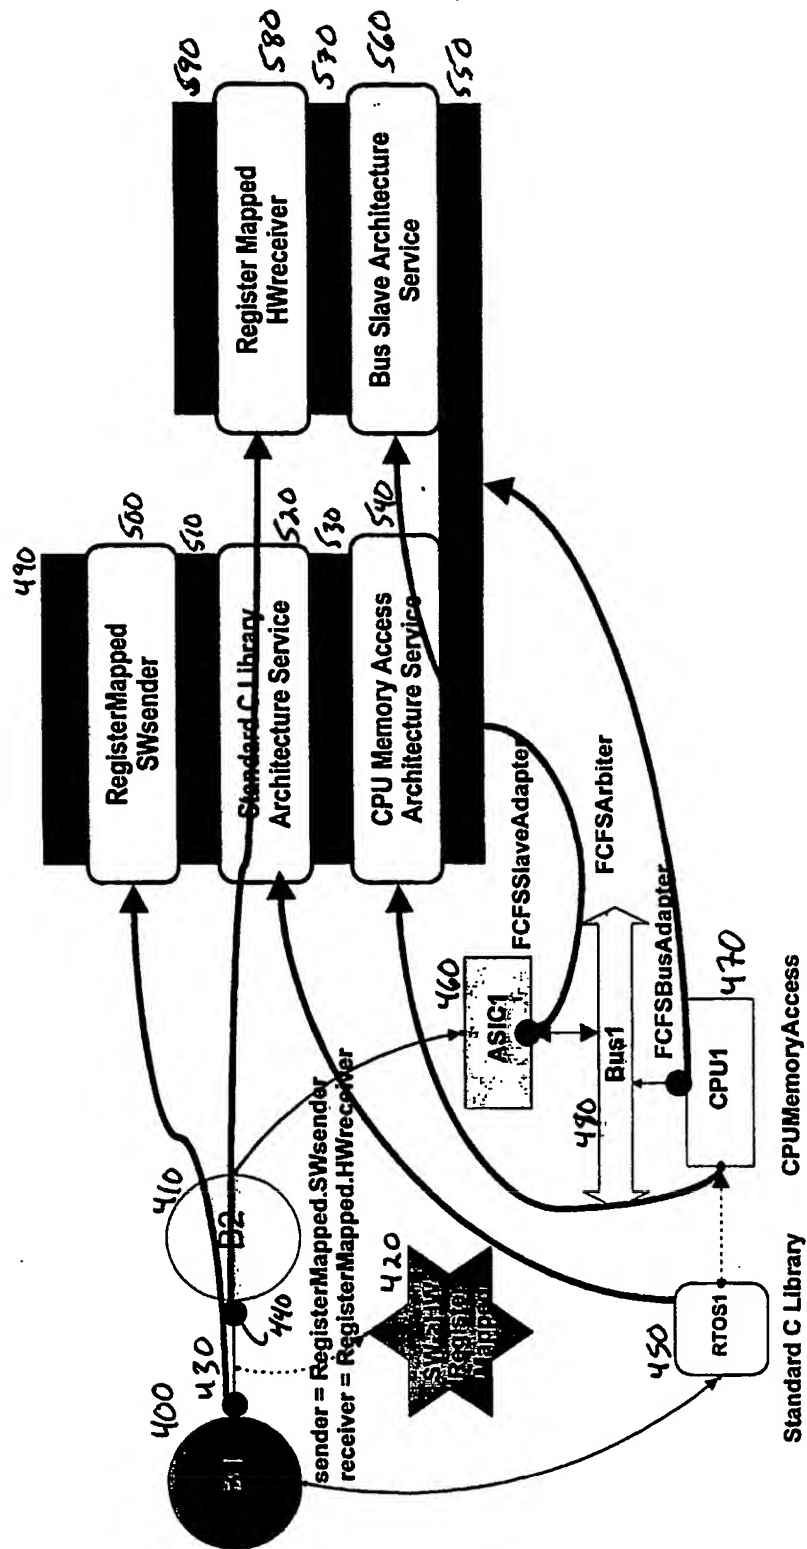 490
RegisterMapped
SWsender
500
510
Standard C Library
Architecture Service
520
530
CPU Memory Access
Architecture Service
540
550
590
Register Mapped
HWreceiver
580
570
Bus Slave Architecture
Service
560
400
430
440
410
B2
sender = RegisterMapped.SWsender
receiver = RegisterMapped.HWreceiver
420
Register
Mapped
460
ASIC1
FCFSSlaveAdapter
FCFSArbiter
Bus1
490
FCFSBusAdapter
CPU1
470
CPUMemoryAccess
450
RTOS1
Standard C Library